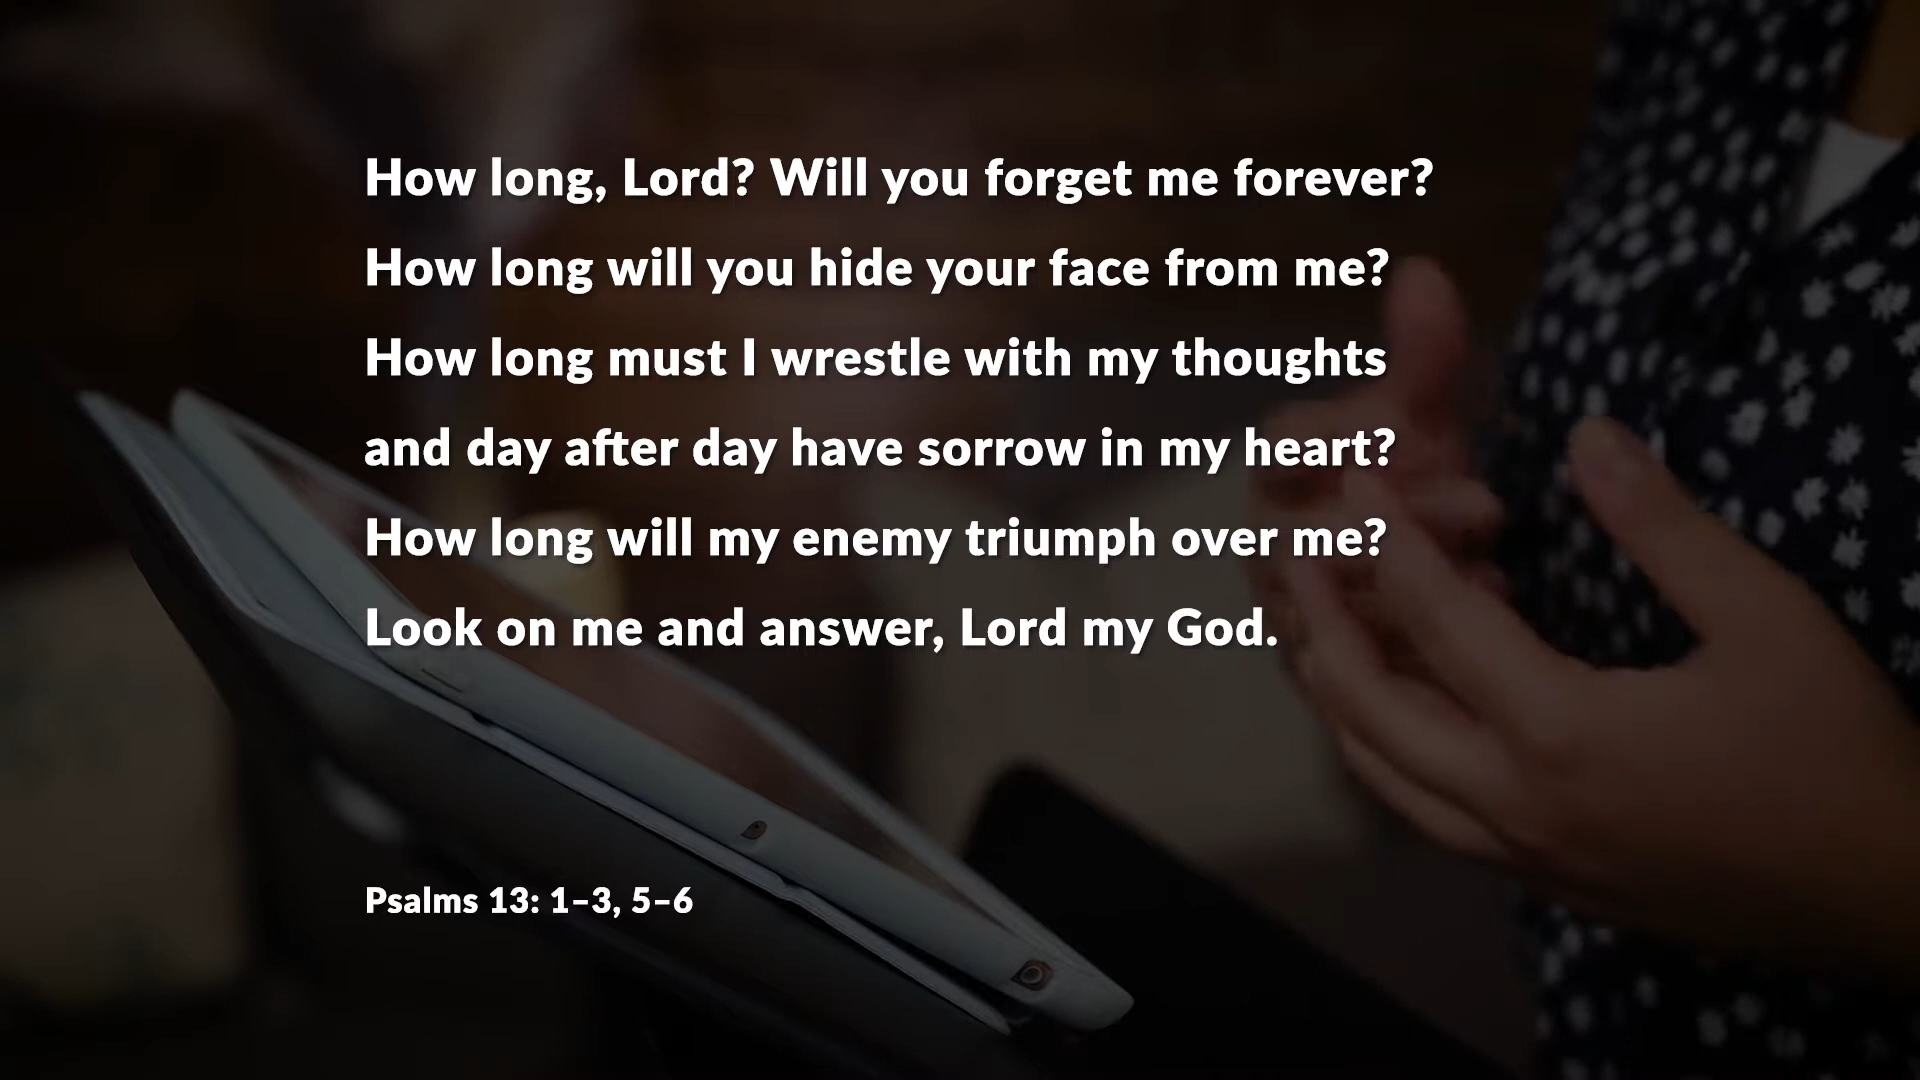 How long, Lord? Will you forget me forever?
How long will you hide your face from me?
How long must I wrestle with my thoughts
and day after day have sorrow in my heart?
How long will my enemy triumph over me?
Look on me and answer, Lord my God.
Psalms 13: 1–3, 5–6